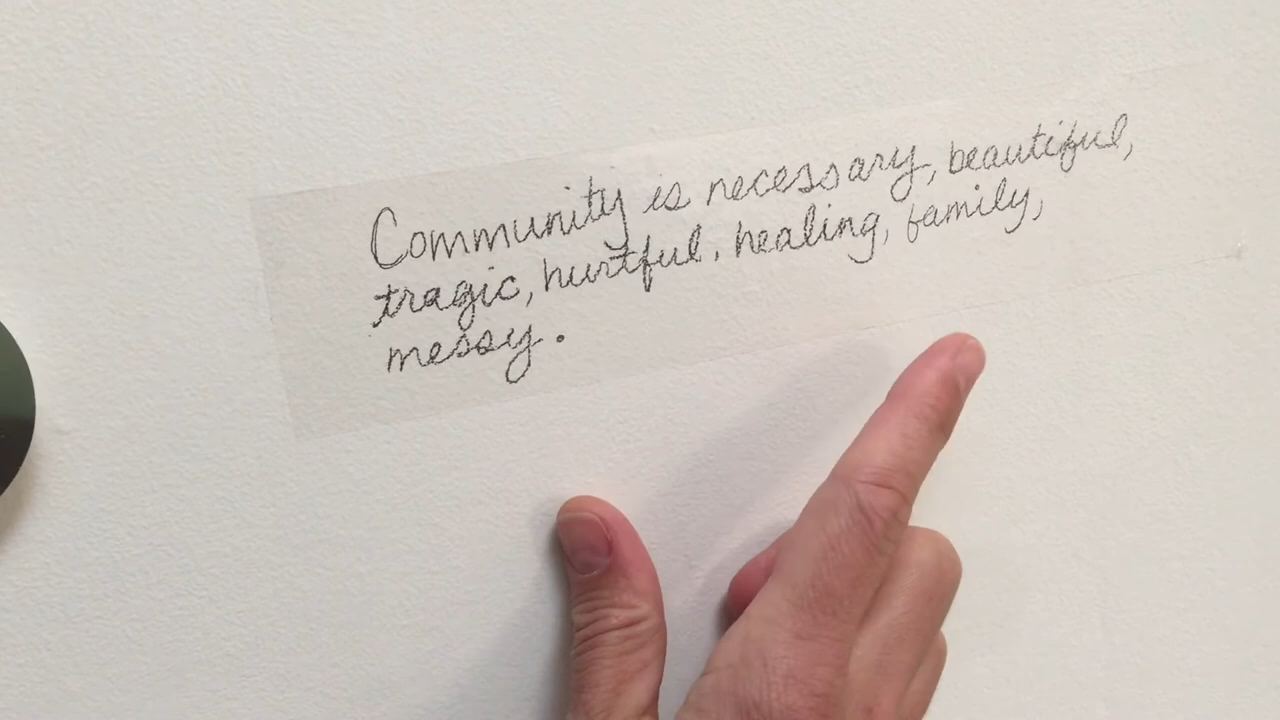 Community is necessary, beautiful,
tragic, hurtful, healing, family,
messy.